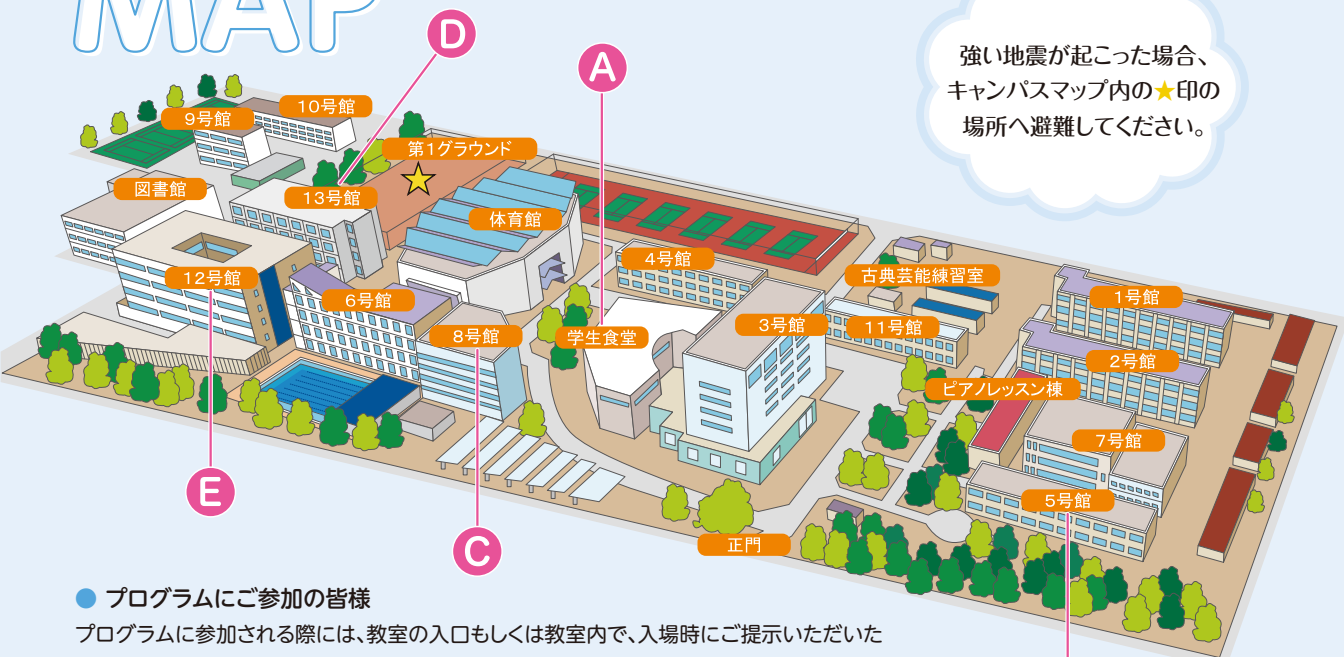 MAP
D
A
強い地震が起こった場合、
キャンパスマップ内の★印の
場所へ避難してください。
10号館
9号館
第1グラウンド
図書館
13号館
体育館
4号館
古典芸能練習室
12号館
6号館
1号館
8号館
学生食堂
3号館
11号館
2号館
ピアノレッスン棟
7号館
E
5号館
C
正門
● プログラムにご参加の皆様
プログラムに参加される際には、教室の入口もしくは教室内で、入場時にご提示いただいた